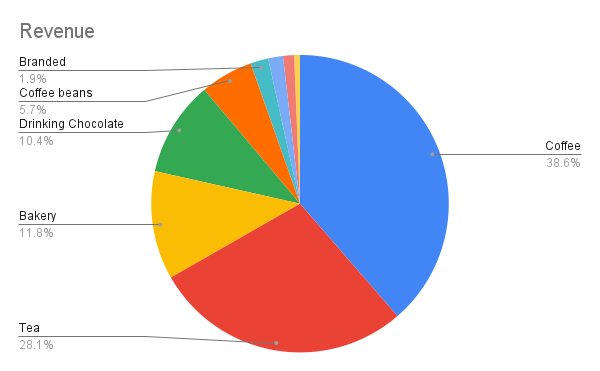 Revenue
Branded
1.9%
Coffee beans
5.7%
Drinking Chocolate
10.4%
Bakery
11.8%
Tea
28.1%
Coffee
38.6%